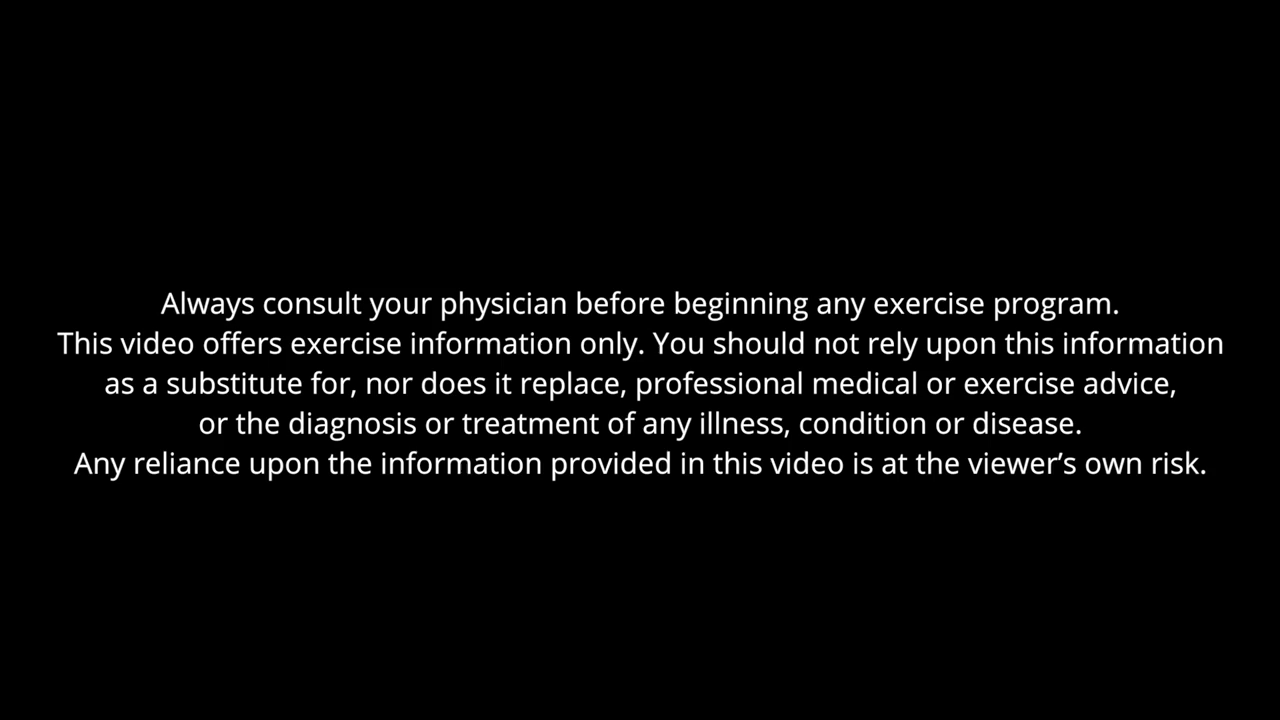 Always consult your physician before beginning any exercise program.
This video offers exercise information only. You should not rely upon this information
as a substitute for, nor does it replace, professional medical or exercise advice,
or the diagnosis or treatment of any illness, condition or disease.
Any reliance upon the information provided in this video is at the viewer’s own risk.